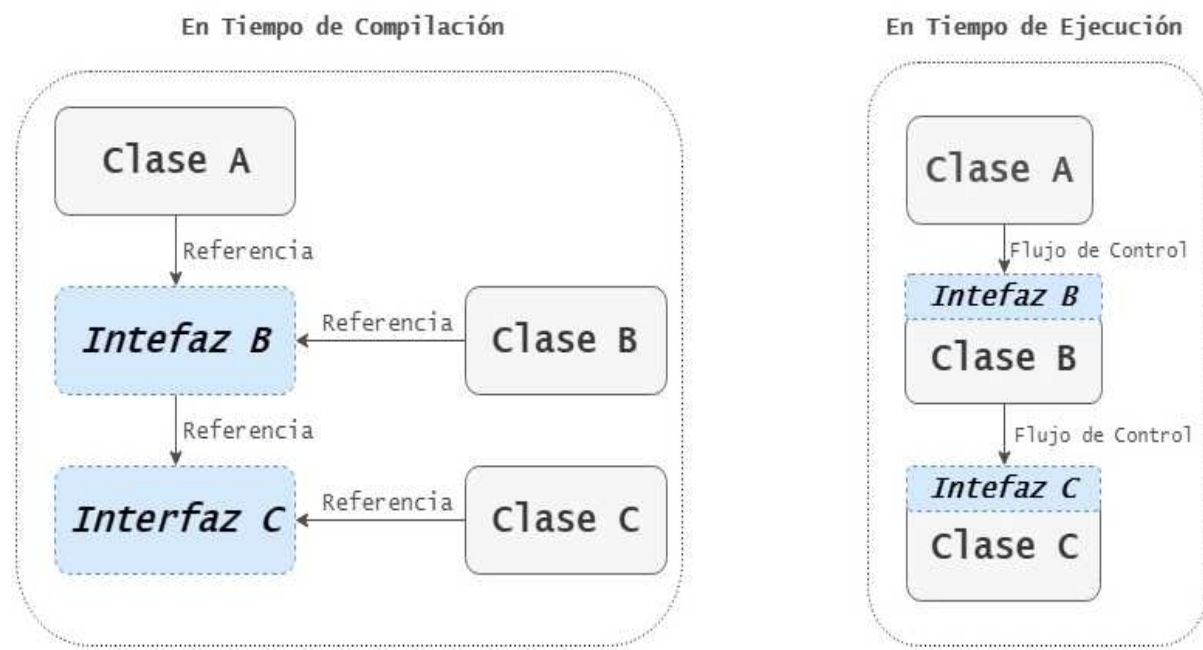 En Tiempo de Compilación
Clase A
Referencia
Intefaz B
Referencia
Clase B
Referencia
Interfaz C
Referencia
Clase C
En Tiempo de Ejecución
Clase A
Flujo de Control
Intefaz B
Clase B
Flujo de Control
Intefaz C
Clase C